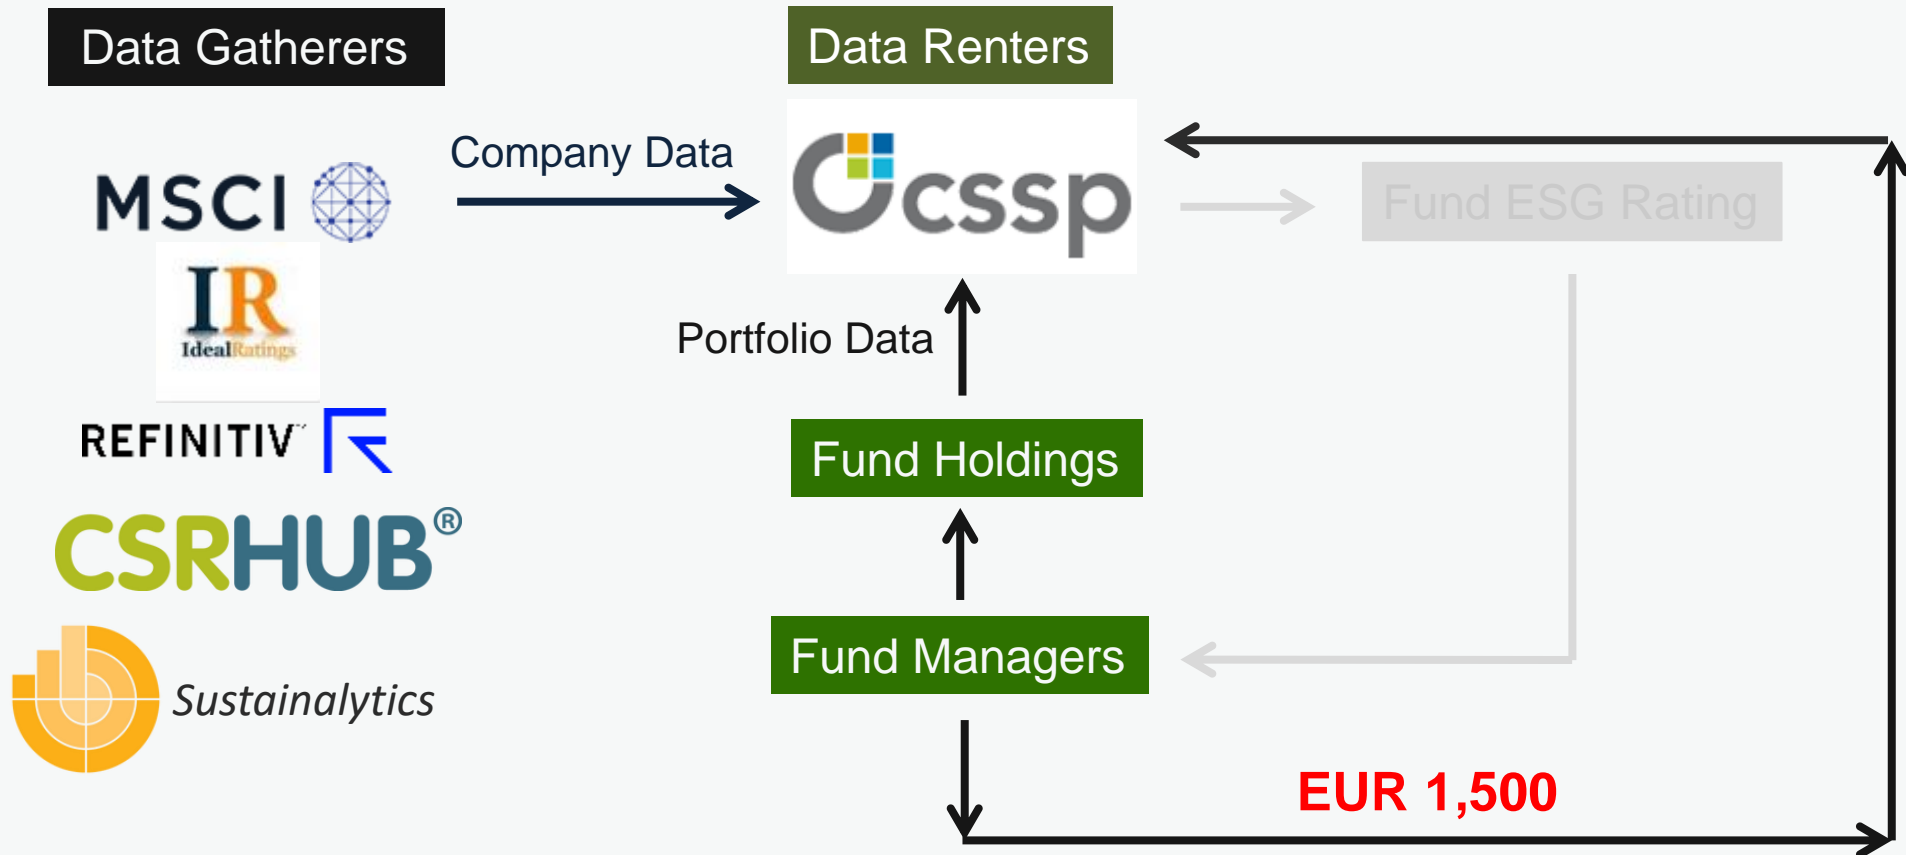 Data Gatherers
Data Renters
MSCI
Company Data
cssp
Fund ESG Rating
IR
IdealRatings
Portfolio Data
REFINITIV™
Fund Holdings
CSRHUB®
Fund Managers
Sustainalytics
EUR 1,500